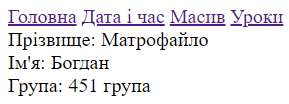 Головна Дата і час Масив Уроки
Прізвище: Матрофайло
Ім'я: Богдан
Група: 451 група